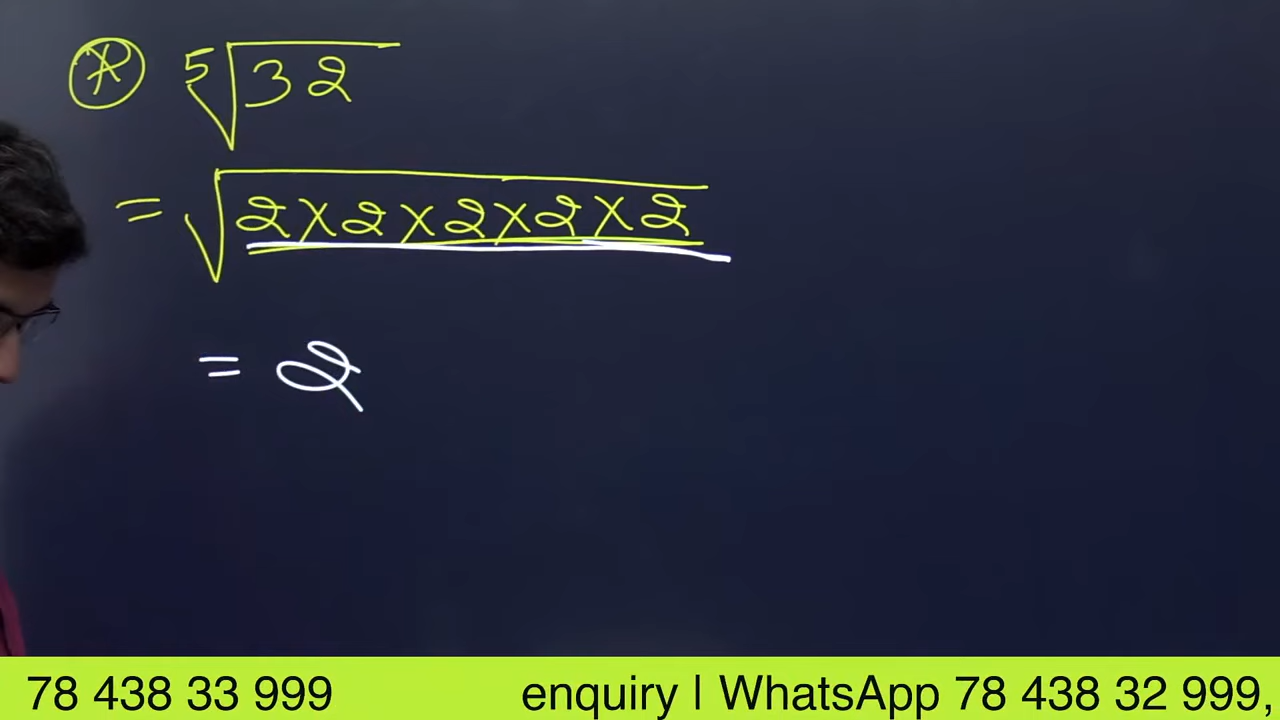 * ⁵√32
= √2×2×2×2×2
= 2
78 438 33 999 enquiry | WhatsApp 78 438 32 999,